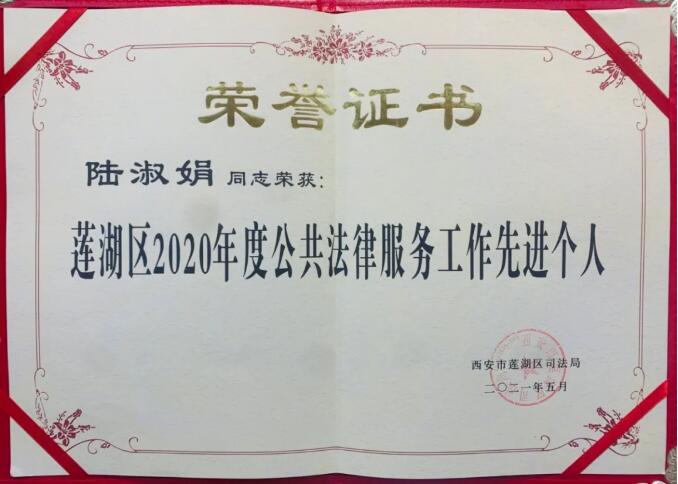 荣誉证书
陆淑娟 同志荣获：
莲湖区2020年度公共法律服务工作先进个人
西安市莲湖区司法局
二〇二一年五月